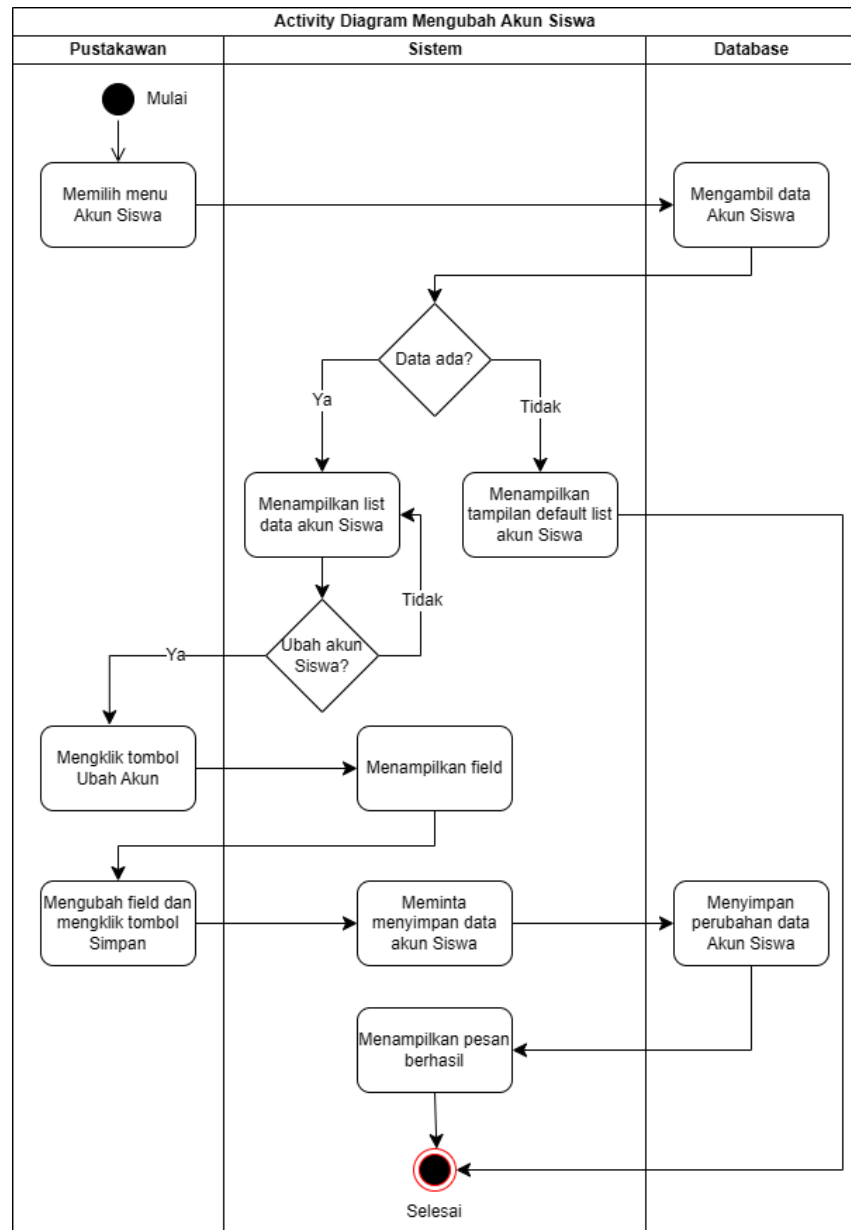 Activity Diagram Mengubah Akun Siswa
Pustakawan
Sistem
Database
Mulai
Memilih menu
Akun Siswa
Mengambil data
Akun Siswa
Data ada?
Ya
Tidak
Menampilkan list
data akun Siswa
Menampilkan
tampilan default list
akun Siswa
Tidak
Ubah akun
Siswa?
Ya
Mengklik tombol
Ubah Akun
Menampilkan field
Mengubah field dan
mengklik tombol
Simpan
Meminta
menyimpan data
akun Siswa
Menyimpan
perubahan data
Akun Siswa
Menampilkan pesan
berhasil
Selesai